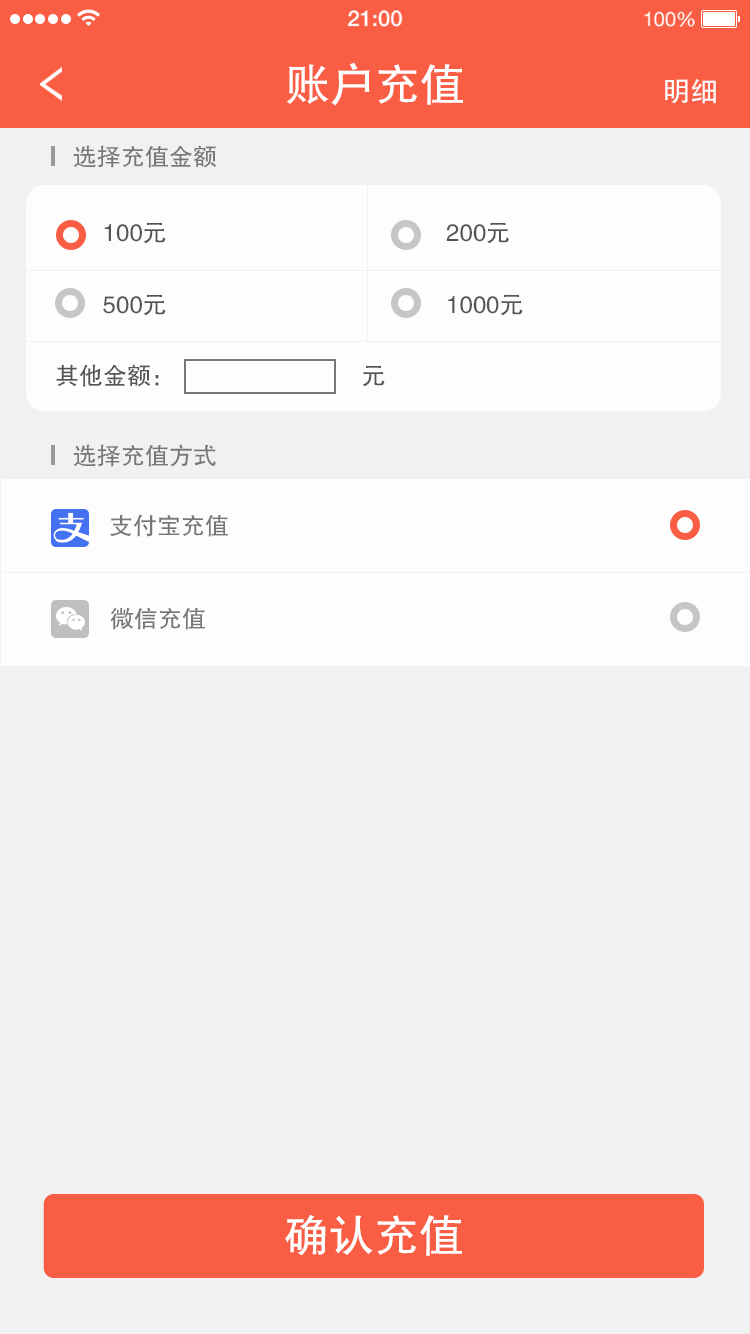 21:00 100%
账户充值 明细
选择充值金额
100元 200元
500元 1000元
其他金额: 元
选择充值方式
支 支付宝充值
微信充值
确认充值